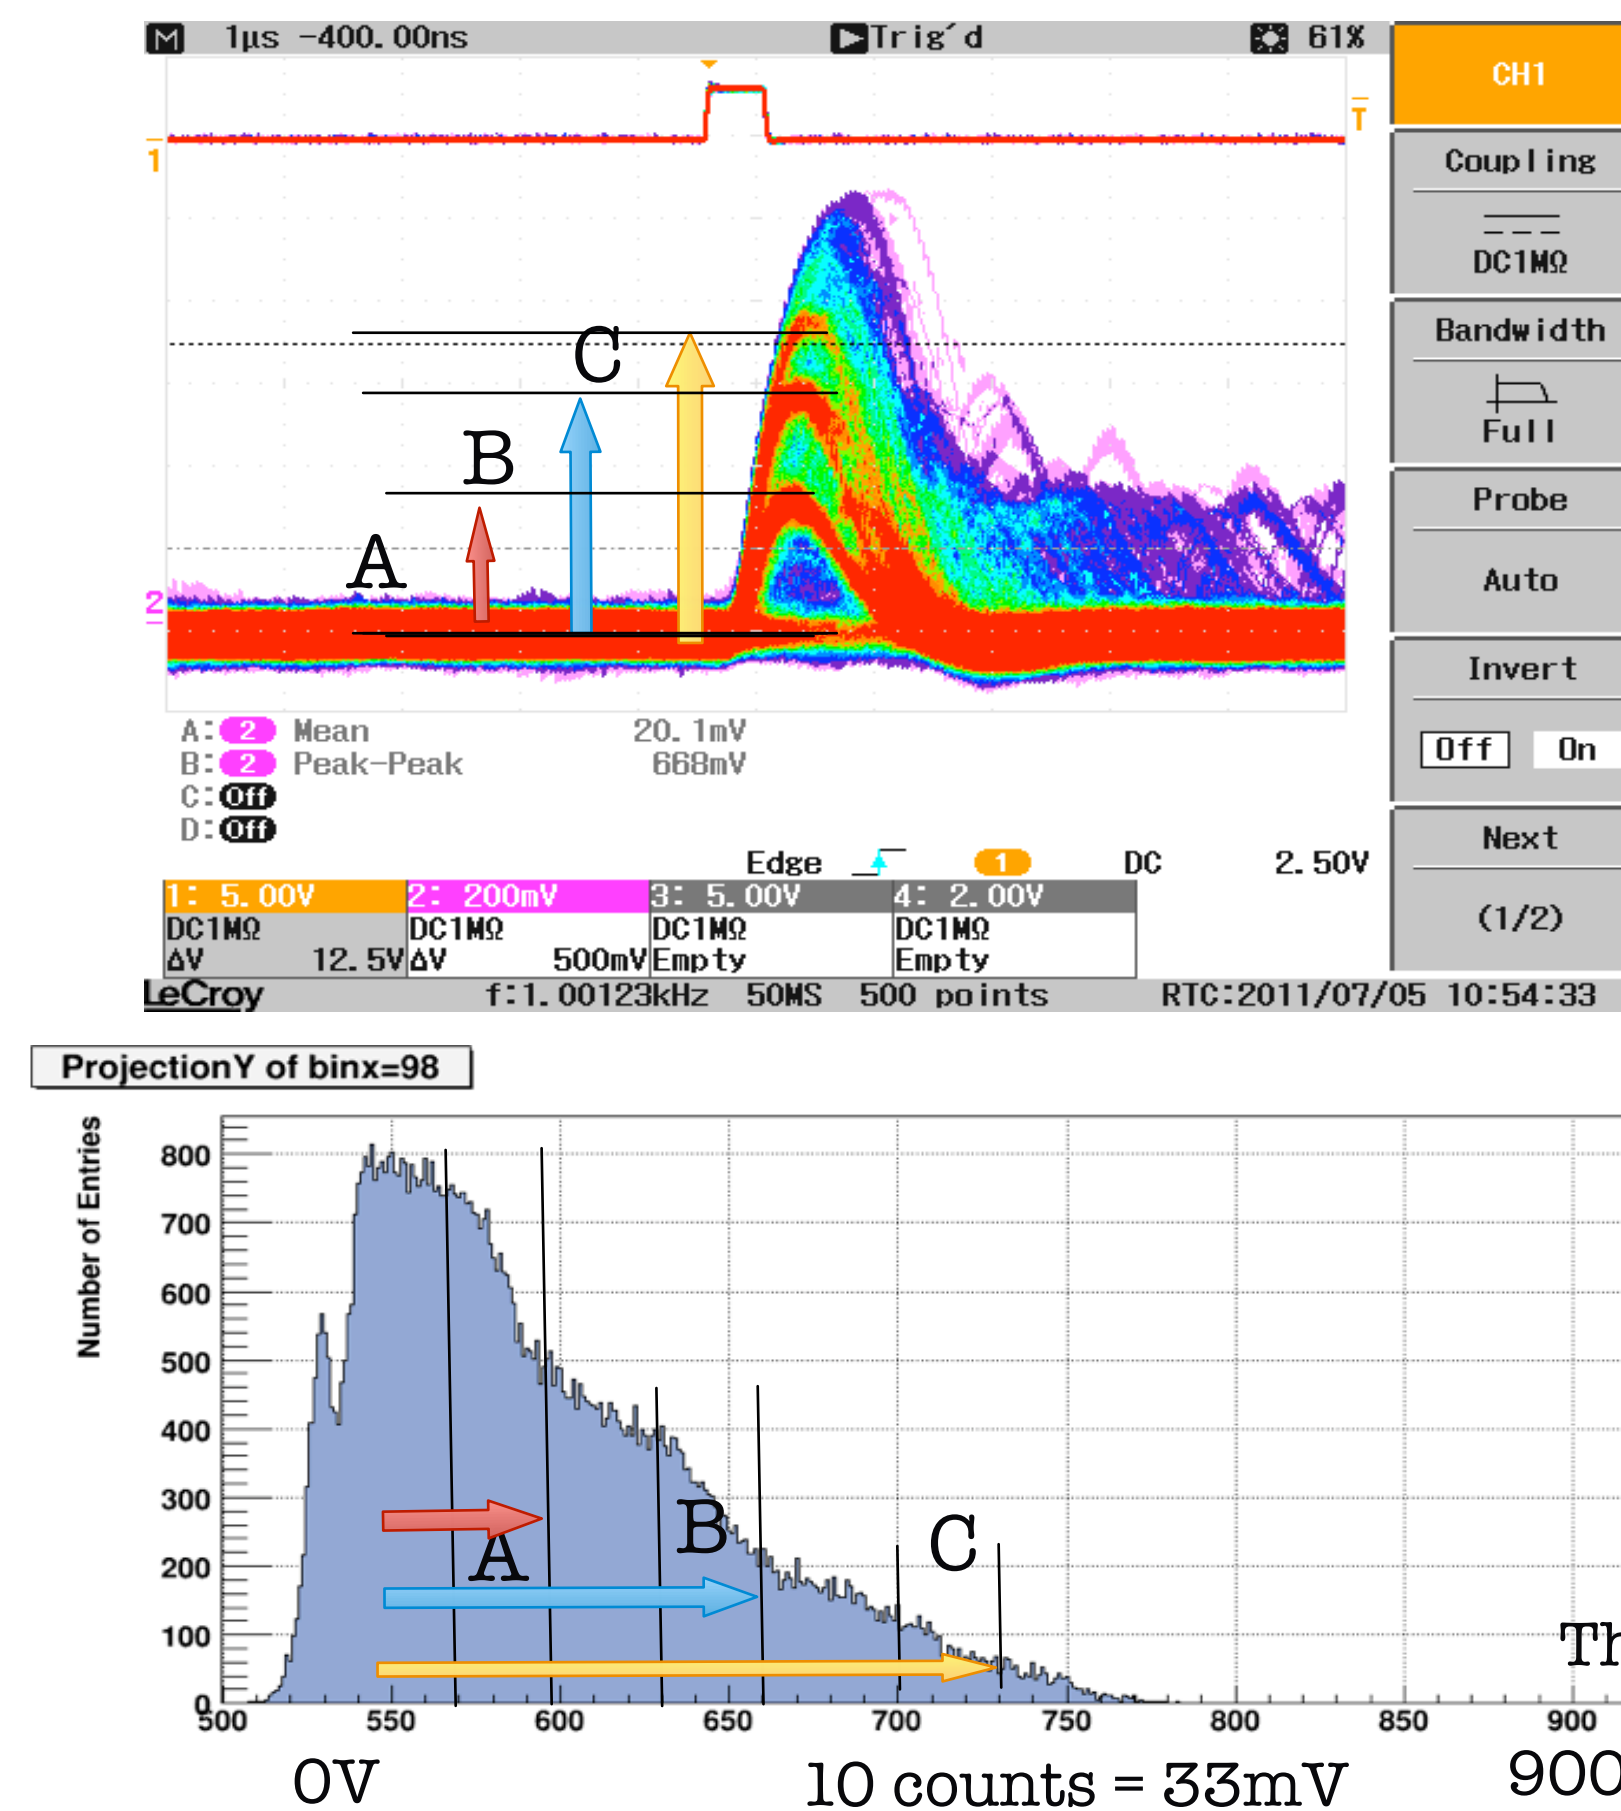 M 1μs -400.00ns Trig´d 61%
CH1
T
1
Coupling
DC1MΩ
Bandwidth
Full
C
B
Probe
A
Auto
2
Invert
Off On
A: 2 Mean 20.1mV
B: 2 Peak-Peak 668mV
C: Off
D: Off
Next
Edge 1 DC 2.50V
1: 5.00V 2: 200mV 3: 5.00V 4: 2.00V
(1/2)
DC1MΩ DC1MΩ DC1MΩ DC1MΩ
ΔV 12.5V ΔV 500mV Empty Empty
LeCroy f:1.00123kHz 50MS 500 points RTC:2011/07/05 10:54:33
ProjectionY of binx=98
Number of Entries
800
700
600
500
400
300
200
100
0
B
C
A
Th
500 550 600 650 700 750 800 850 900
0V 10 counts = 33mV 900